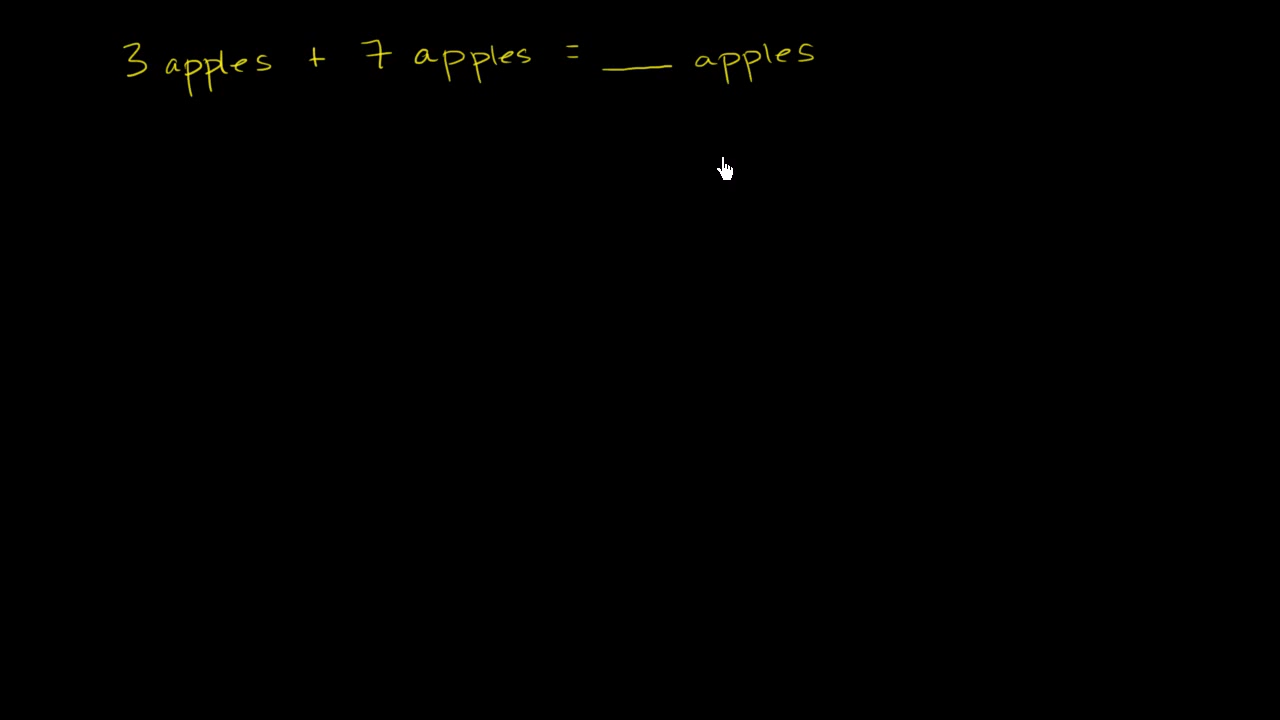 3 apples + 7 apples = ___ apples